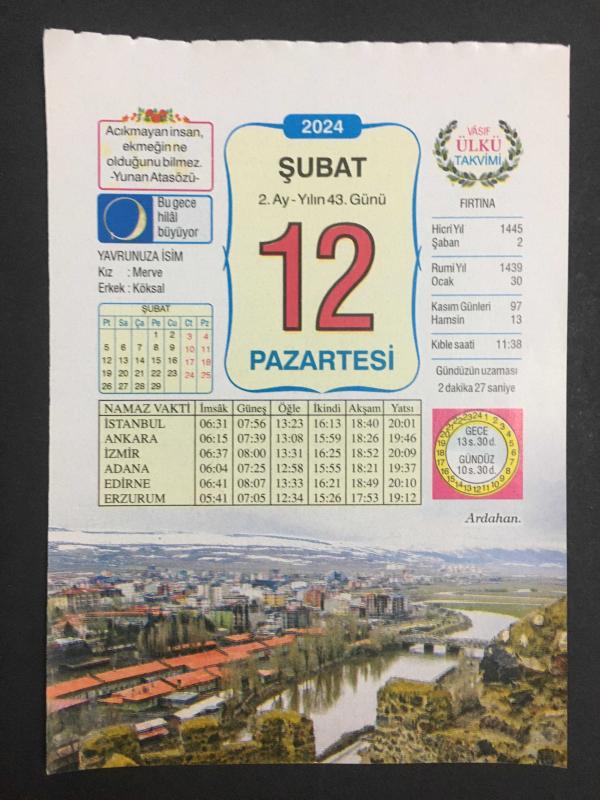 Acıkmayan insan,
ekmeğin ne
olduğunu bilmez.
-Yunan Atasözü-
Bu gece
hilâl
büyüyor
YAVRUNUZA İSİM
Kız : Merve
Erkek : Köksal
ŞUBAT
Pt Sa Ça Pe Cu Ct Pz
1 2 3 4
5 6 7 8 9 10 11
12 13 14 15 16 17 18
19 20 21 22 23 24 25
26 27 28 29
2024
ŞUBAT
2. Ay - Yılın 43. Günü
12
PAZARTESİ
VÂSIF
ÜLKÜ
TAKVİMİ
FIRTINA
Hicri Yıl 1445
Şaban 2
Rumi Yıl 1439
Ocak 30
Kasım Günleri 97
Hamsin 13
Kıble saati 11:38
Gündüzün uzaması
2 dakika 27 saniye
NAMAZ VAKTİ İmsâk Güneş Öğle İkindi Akşam Yatsı
İSTANBUL 06:31 07:56 13:23 16:13 18:40 20:01
ANKARA 06:15 07:39 13:08 15:59 18:26 19:46
İZMİR 06:37 08:00 13:31 16:25 18:52 20:09
ADANA 06:04 07:25 12:58 15:55 18:21 19:37
EDİRNE 06:41 08:07 13:33 16:21 18:49 20:10
ERZURUM 05:41 07:05 12:34 15:26 17:53 19:12
GECE
13 s. 30 d.
GÜNDÜZ
10 s. 30 d.
Ardahan.